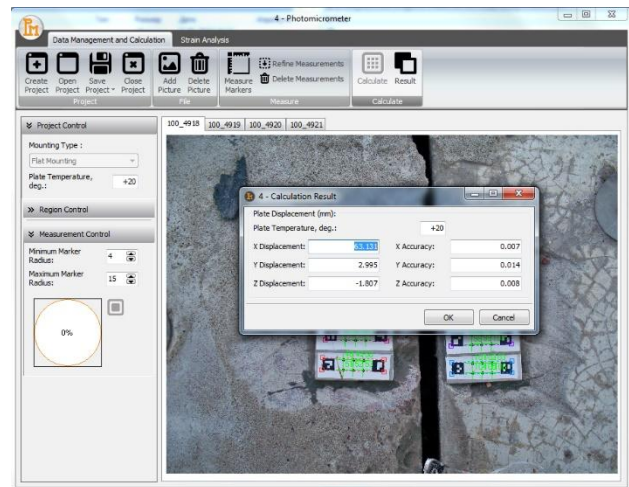 4 - Photomicrometer
PM
Data Management and Calculation Strain Analysis
Create Project
Open Project
Save Project
Close Project
Add Picture
Delete Picture
Measure Markers
Refine Measurements
Delete Measurements
Calculate
Result
Project File Measure Calculate
Project Control
Mounting Type :
Flat Mounting
Plate Temperature, deg.: +20
Region Control
Measurement Control
Minimum Marker Radius: 4
Maximum Marker Radius: 15
0%
100_4918 100_4919 100_4920 100_4921
4 - Calculation Result
Plate Displacement (mm):
Plate Temperature, deg.: +20
X Displacement: 63.131 X Accuracy: 0.007
Y Displacement: 2.995 Y Accuracy: 0.014
Z Displacement: -1.807 Z Accuracy: 0.008
OK Cancel